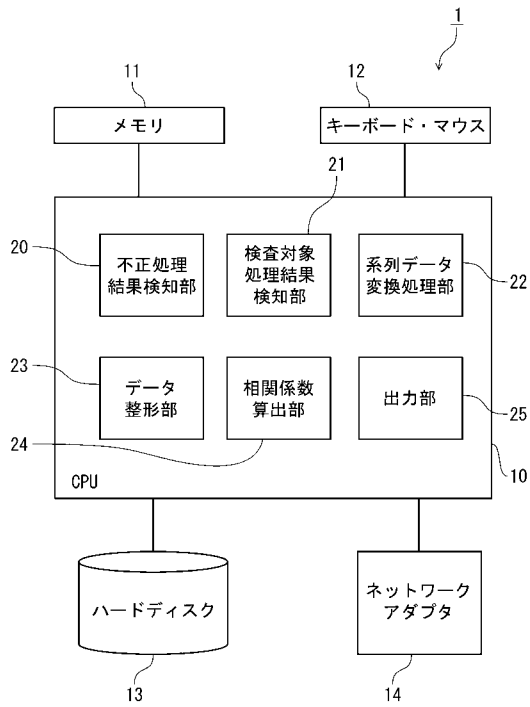 1
11
12
メモリ
キーボード・マウス
21
20
不正処理
結果検知部
検査対象
処理結果
検知部
系列データ
変換処理部
22
23
データ
整形部
相関係数
算出部
出力部
24
25
CPU
10
ハードディスク
ネットワーク
アダプタ
13
14